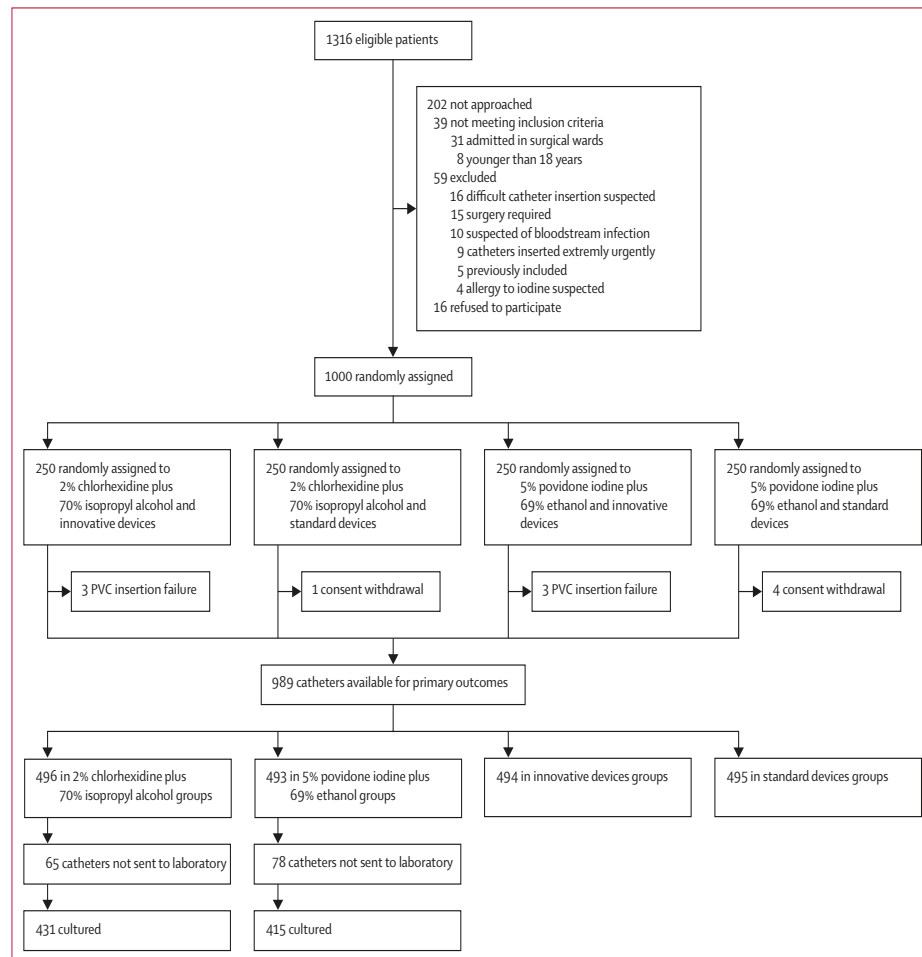 1316 eligible patients
202 not approached
39 not meeting inclusion criteria
31 admitted in surgical wards
8 younger than 18 years
59 excluded
16 difficult catheter insertion suspected
15 surgery required
10 suspected of bloodstream infection
9 catheters inserted extremly urgently
5 previously included
4 allergy to iodine suspected
16 refused to participate
1000 randomly assigned
250 randomly assigned to
2% chlorhexidine plus
70% isopropyl alcohol and
innovative devices
250 randomly assigned to
2% chlorhexidine plus
70% isopropyl alcohol and
standard devices
250 randomly assigned to
5% povidone iodine plus
69% ethanol and innovative
devices
250 randomly assigned to
5% povidone iodine plus
69% ethanol and standard
devices
3 PVC insertion failure
1 consent withdrawal
3 PVC insertion failure
4 consent withdrawal
989 catheters available for primary outcomes
496 in 2% chlorhexidine plus
70% isopropyl alcohol groups
493 in 5% povidone iodine plus
69% ethanol groups
494 in innovative devices groups
495 in standard devices groups
65 catheters not sent to laboratory
78 catheters not sent to laboratory
431 cultured
415 cultured